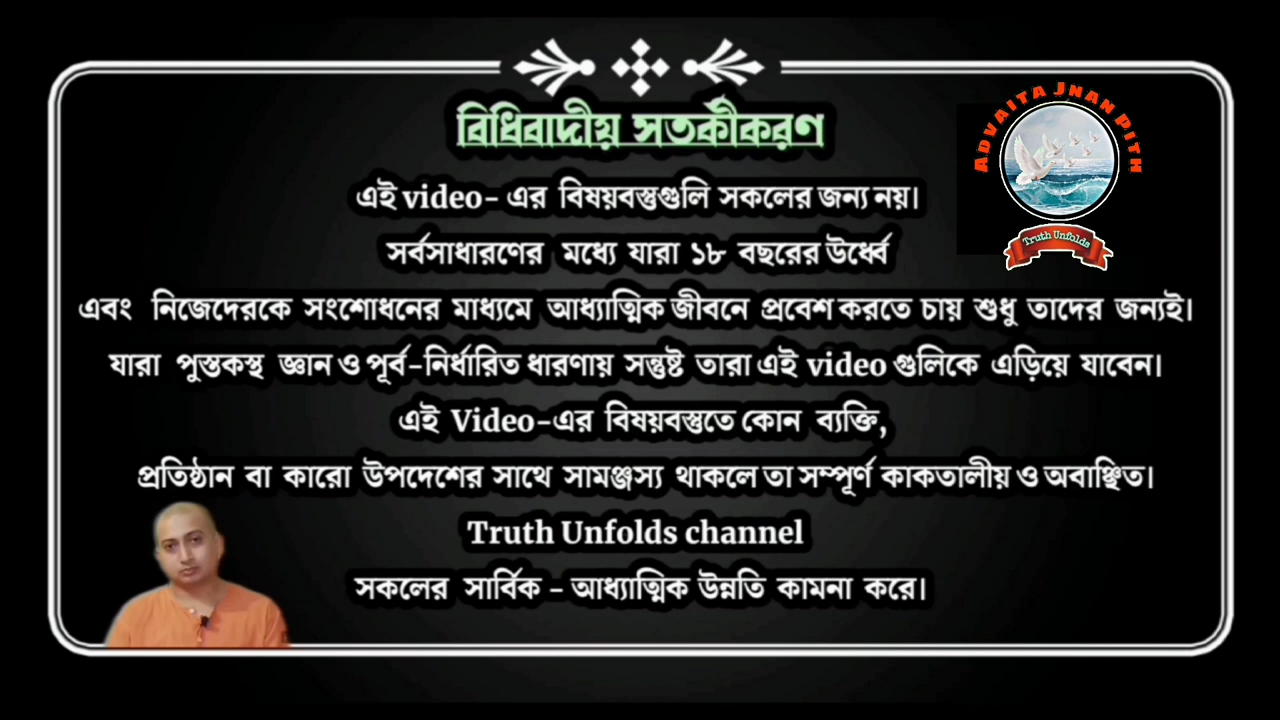 বিধিবাদীয় সতর্কীকরণ
ADVAITA JNAN PITH
Truth Unfolds
এই video- এর বিষয়বস্তুগুলি সকলের জন্য নয়।
সর্বসাধারণের মধ্যে যারা ১৮ বছরের উর্ধ্বে
এবং নিজেদেরকে সংশোধনের মাধ্যমে আধ্যাত্মিক জীবনে প্রবেশ করতে চায় শুধু তাদের জন্যই।
যারা পুস্তকস্থ জ্ঞান ও পূর্ব-নির্ধারিত ধারণায় সন্তুষ্ট তারা এই video গুলিকে এড়িয়ে যাবেন।
এই Video-এর বিষয়বস্তুতে কোন ব্যক্তি,
প্রতিষ্ঠান বা কারো উপদেশের সাথে সামঞ্জস্য থাকলে তা সম্পূর্ণ কাকতালীয় ও অবাঞ্ছিত।
Truth Unfolds channel
সকলের সার্বিক - আধ্যাত্মিক উন্নতি কামনা করে।